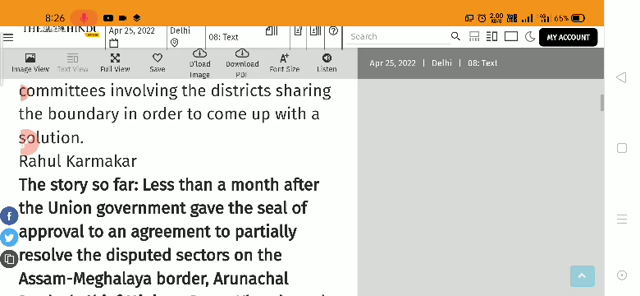 8:26
2.00
65%
THE HINDU
Apr 25, 2022
Delhi
08: Text
Search
MY ACCOUNT
Image View
Text View
Full View
Save
D'load Image
Download PDF
Font Size
Listen
Apr 25, 2022 | Delhi | 08: Text
committees involving the districts sharing
the boundary in order to come up with a
solution.
Rahul Karmakar
The story so far: Less than a month after
the Union government gave the seal of
approval to an agreement to partially
resolve the disputed sectors on the
Assam-Meghalaya border, Arunachal